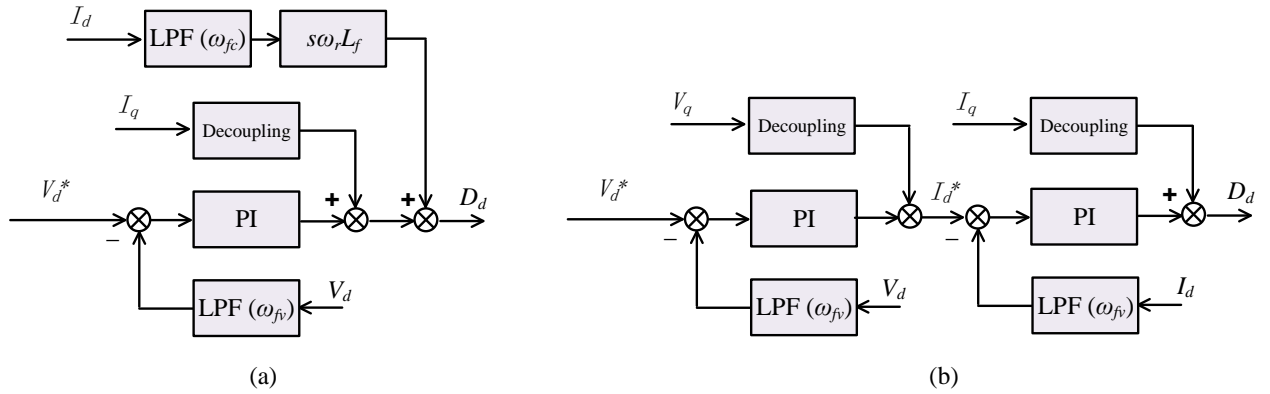 I_d
LPF (ω_fc)
sω_rL_f
I_q
Decoupling
V_d*
−
PI
+
+
D_d
LPF (ω_fv)
V_d
(a)
V_q
Decoupling
I_q
Decoupling
V_d*
−
PI
I_d*
−
PI
+
D_d
LPF (ω_fv)
V_d
LPF (ω_fv)
I_d
(b)